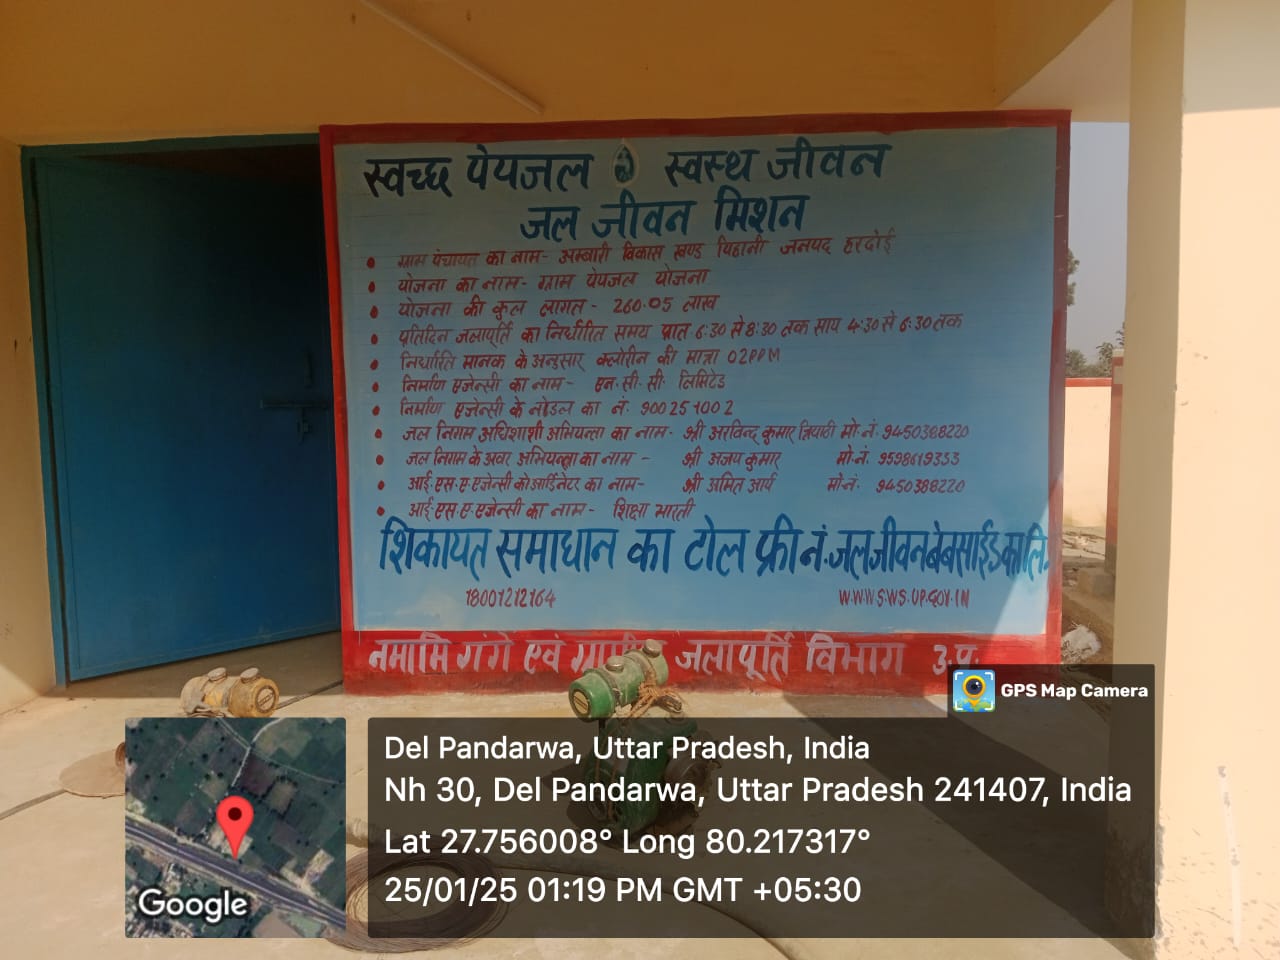 स्वच्छ पेयजल स्वस्थ जीवन
जल जीवन मिशन
• ग्राम पंचायत का नाम- अम्बारी विकास खण्ड पिहानी जनपद हरदोई
• योजना का नाम- ग्राम पेयजल योजना
• योजना की कुल लागत - 260.05 लाख
• प्रतिदिन जलापूर्ति का निर्धारित समय प्रात 6:30 से 8:30 तक साय 4:30 से 6:30 तक
• निर्धारति मानक के अनुसार क्लोरिन की मात्रा 02PPM
• निर्माण एजेन्सी का नाम- एन. सी. सी. लिमिटेड
• निर्माण एजेन्सी के नोडल का नं. 900251002
• जल निगम अधिशाशी अभियन्ता का नाम- श्री अरविन्द कुमार त्रिपाठी मो.नं. 9450388220
• जल निगम के अवर अभियन्ता का नाम - श्री अजय कुमार मो.नं. 9598619333
• आई.एस.ए एजेन्सी कोआर्डिनेटर का नाम- श्री अमित आर्य मो.नं. 9450388220
• आई.एस.ए एजेन्सी का नाम- शिक्षा भारती
शिकायत समाधान का टोल फ्री नं. जल जीवन बेबसाईड का लि.
18001212164 WWW.SWS.UP.GOV.IN
नमामि गंगे एवं ग्रामीण जलापूर्ति विभाग उ.प्र.
GPS Map Camera
Del Pandarwa, Uttar Pradesh, India
Nh 30, Del Pandarwa, Uttar Pradesh 241407, India
Lat 27.756008° Long 80.217317°
25/01/25 01:19 PM GMT +05:30
Google